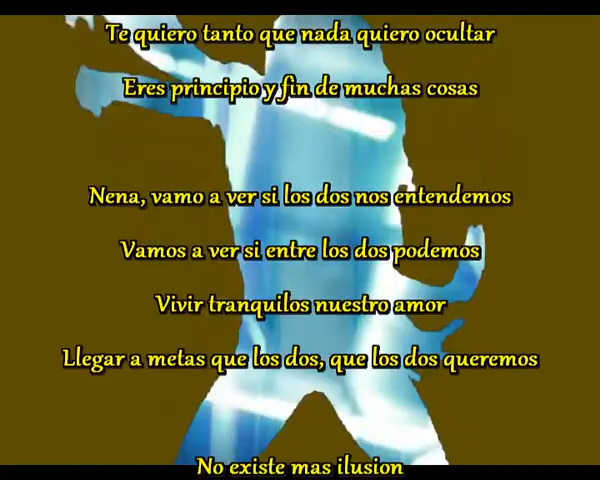 Te quiero tanto que nada quiero ocultar
Eres principio y fin de muchas cosas
Nena, vamo a ver si los dos nos entendemos
Vamos a ver si entre los dos podemos
Vivir tranquilos nuestro amor
Llegar a metas que los dos, que los dos queremos
No existe mas ilusion